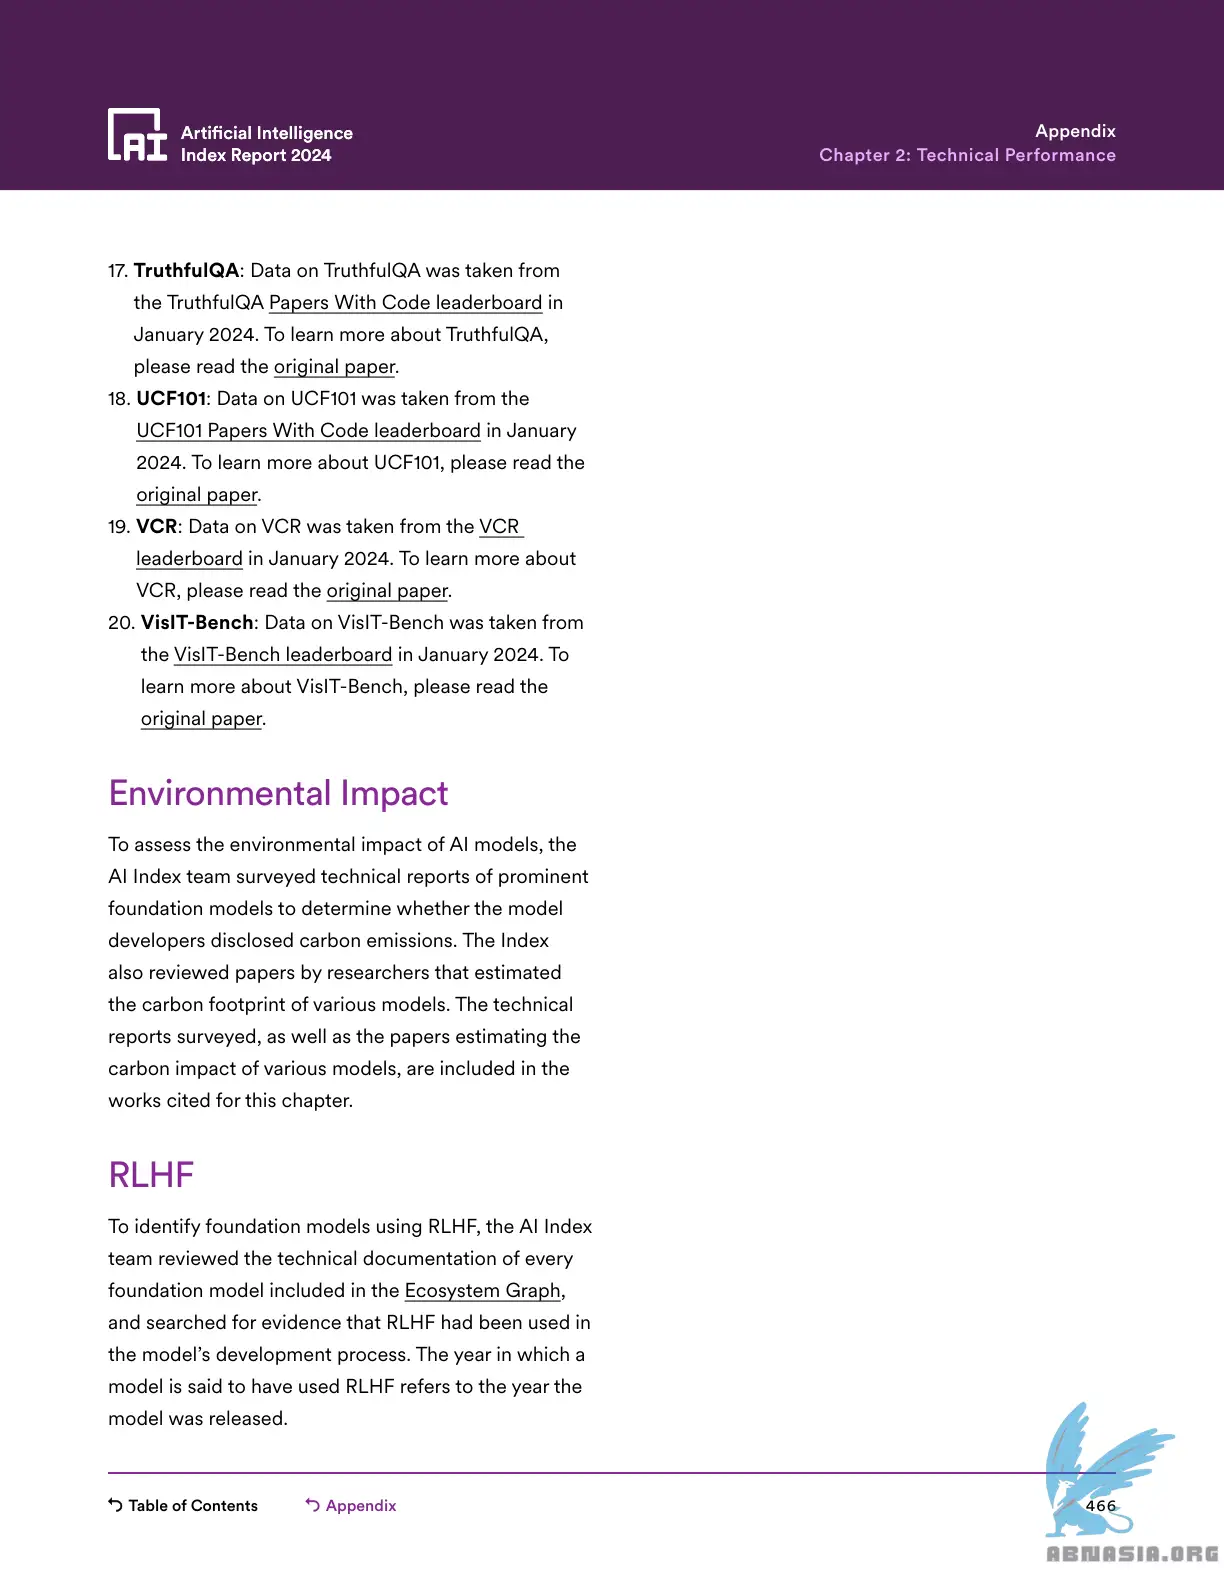 Artificial Intelligence
Index Report 2024
Appendix
Chapter 2: Technical Performance
17. TruthfulQA: Data on TruthfulQA was taken from
the TruthfulQA Papers With Code leaderboard in
January 2024. To learn more about TruthfulQA,
please read the original paper.
18. UCF101: Data on UCF101 was taken from the
UCF101 Papers With Code leaderboard in January
2024. To learn more about UCF101, please read the
original paper.
19. VCR: Data on VCR was taken from the VCR
leaderboard in January 2024. To learn more about
VCR, please read the original paper.
20. VisIT-Bench: Data on VisIT-Bench was taken from
the VisIT-Bench leaderboard in January 2024. To
learn more about VisIT-Bench, please read the
original paper.
Environmental Impact
To assess the environmental impact of AI models, the
AI Index team surveyed technical reports of prominent
foundation models to determine whether the model
developers disclosed carbon emissions. The Index
also reviewed papers by researchers that estimated
the carbon footprint of various models. The technical
reports surveyed, as well as the papers estimating the
carbon impact of various models, are included in the
works cited for this chapter.
RLHF
To identify foundation models using RLHF, the AI Index
team reviewed the technical documentation of every
foundation model included in the Ecosystem Graph,
and searched for evidence that RLHF had been used in
the model’s development process. The year in which a
model is said to have used RLHF refers to the year the
model was released.
Table of Contents
Appendix
466
ABNASIA.ORG